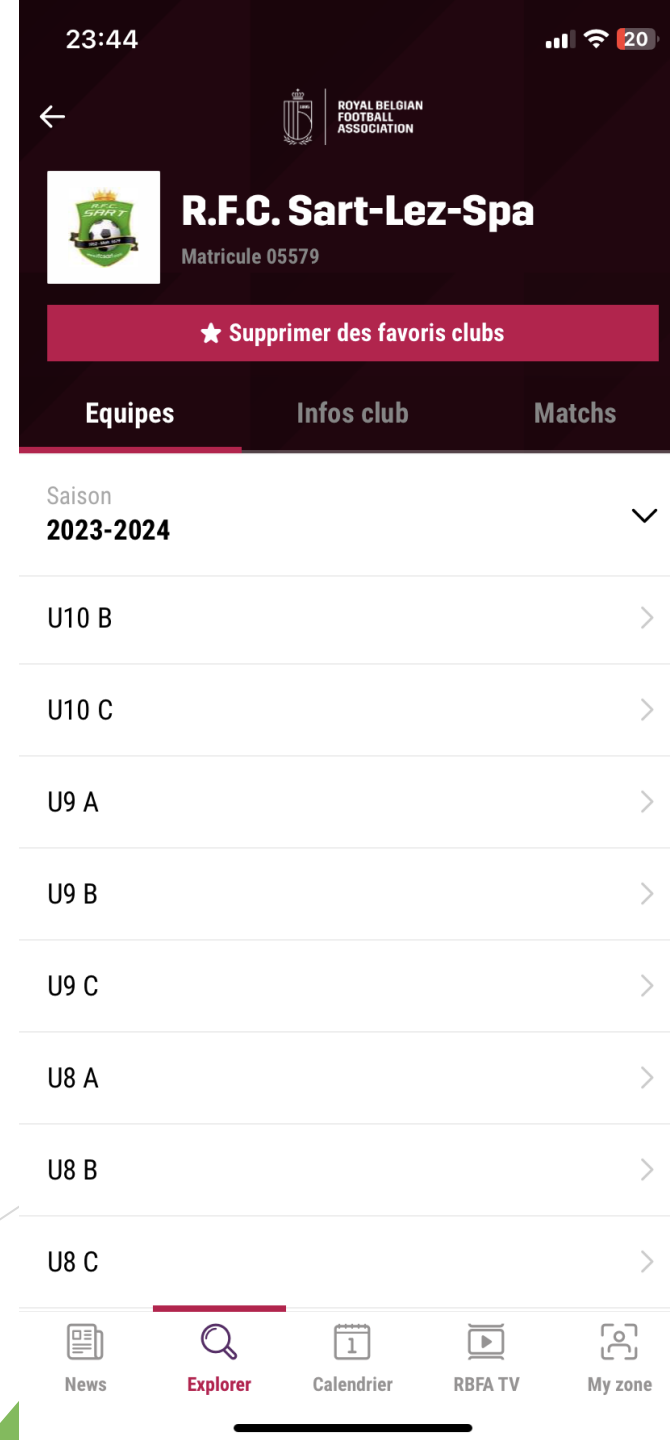 23:44
20
ROYAL BELGIAN
FOOTBALL
ASSOCIATION
R.F.C.
SART
R.F.C. Sart-Lez-Spa
Matricule 05579
Supprimer des favoris clubs
Equipes
Infos club
Matchs
Saison
2023-2024
U10 B
U10 C
U9 A
U9 B
U9 C
U8 A
U8 B
U8 C
1
News
Explorer
Calendrier
RBFA TV
My zone